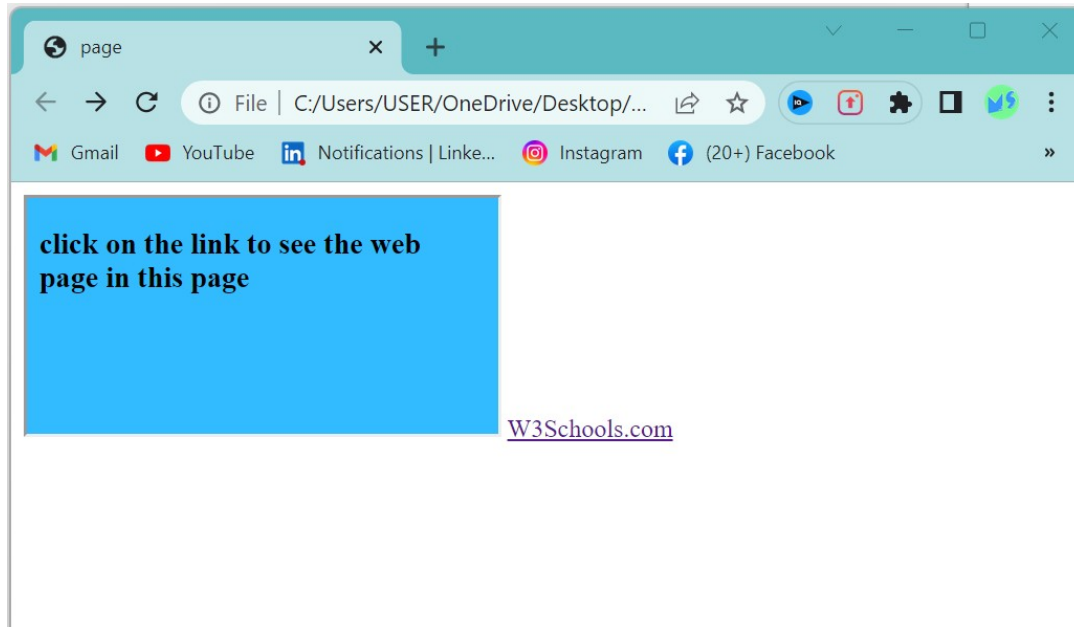 page
File C:/Users/USER/OneDrive/Desktop/...
Gmail YouTube Notifications | Linke... Instagram (20+) Facebook »
click on the link to see the web
page in this page
W3Schools.com